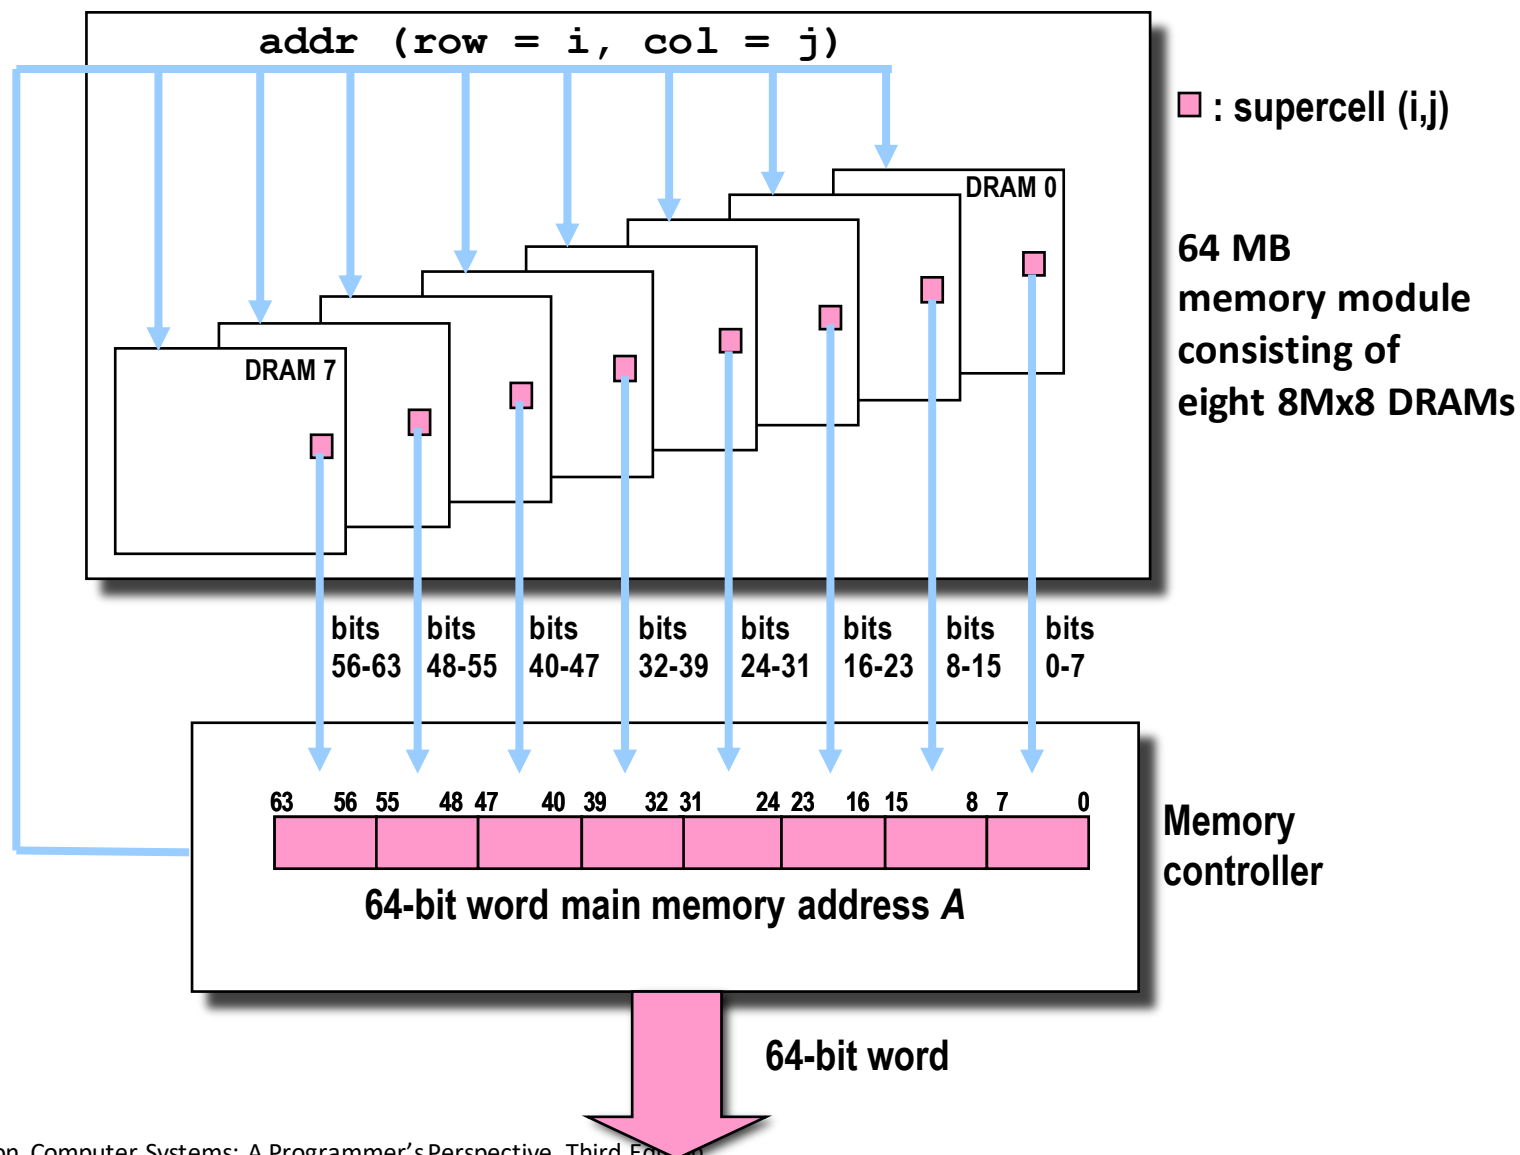 addr (row = i, col = j)
: supercell (i,j)
DRAM 0
64 MB
memory module
consisting of
eight 8Mx8 DRAMs
DRAM 7
bits
56-63
bits
48-55
bits
40-47
bits
32-39
bits
24-31
bits
16-23
bits
8-15
bits
0-7
63 56 55 48 47 40 39 32 31 24 23 16 15 8 7 0
Memory
controller
64-bit word main memory address A
64-bit word
Computer Systems: A Programmer's Perspective, Third